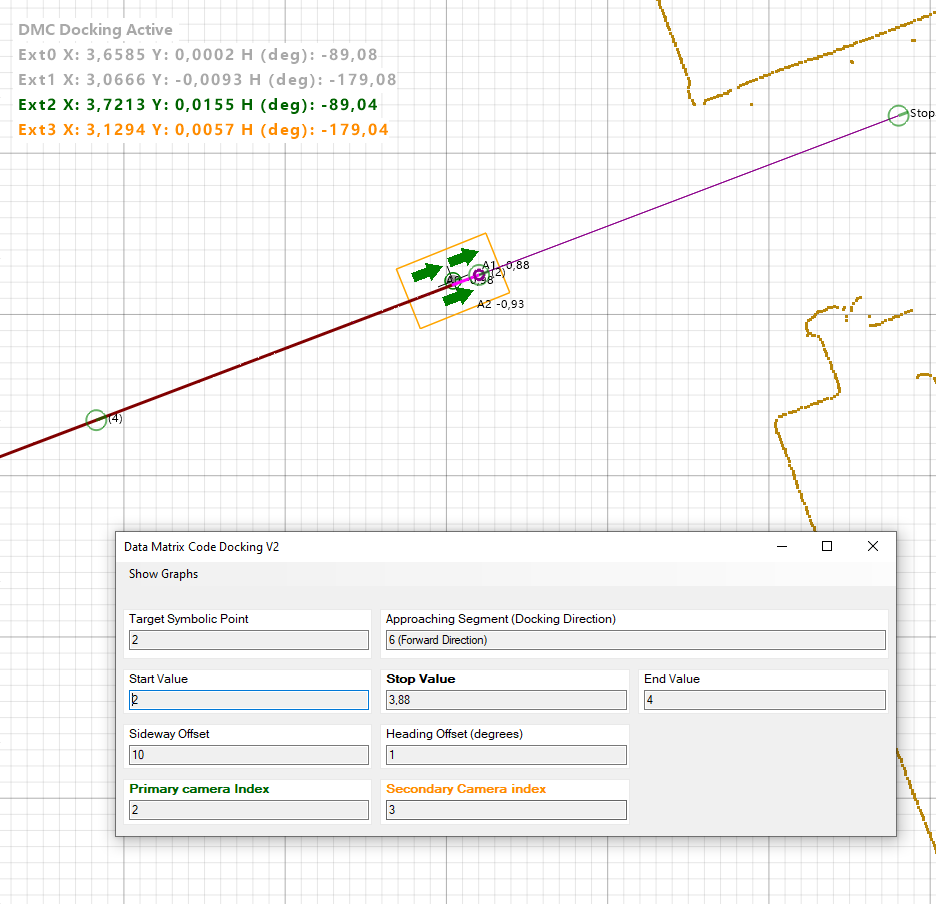 DMC Docking Active
Ext0 X: 3,6585 Y: 0,0002 H (deg): -89,08
Ext1 X: 3,0666 Y: -0,0093 H (deg): -179,08
Ext2 X: 3,7213 Y: 0,0155 H (deg): -89,04
Ext3 X: 3,1294 Y: 0,0057 H (deg): -179,04
Stop
A1 -0,88
(2)
A2 -0,93
(4)
Data Matrix Code Docking V2
Show Graphs
Target Symbolic Point
2
Approaching Segment (Docking Direction)
6 (Forward Direction)
Start Value
2
Stop Value
3,88
End Value
4
Sideway Offset
10
Heading Offset (degrees)
1
Primary camera Index
2
Secondary Camera index
3